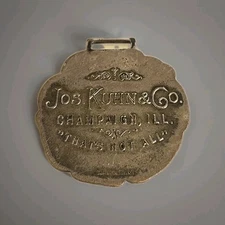 JOS. KUHN & CO.
CHAMPAIGN, ILL.
"THAT'S NOT ALL"